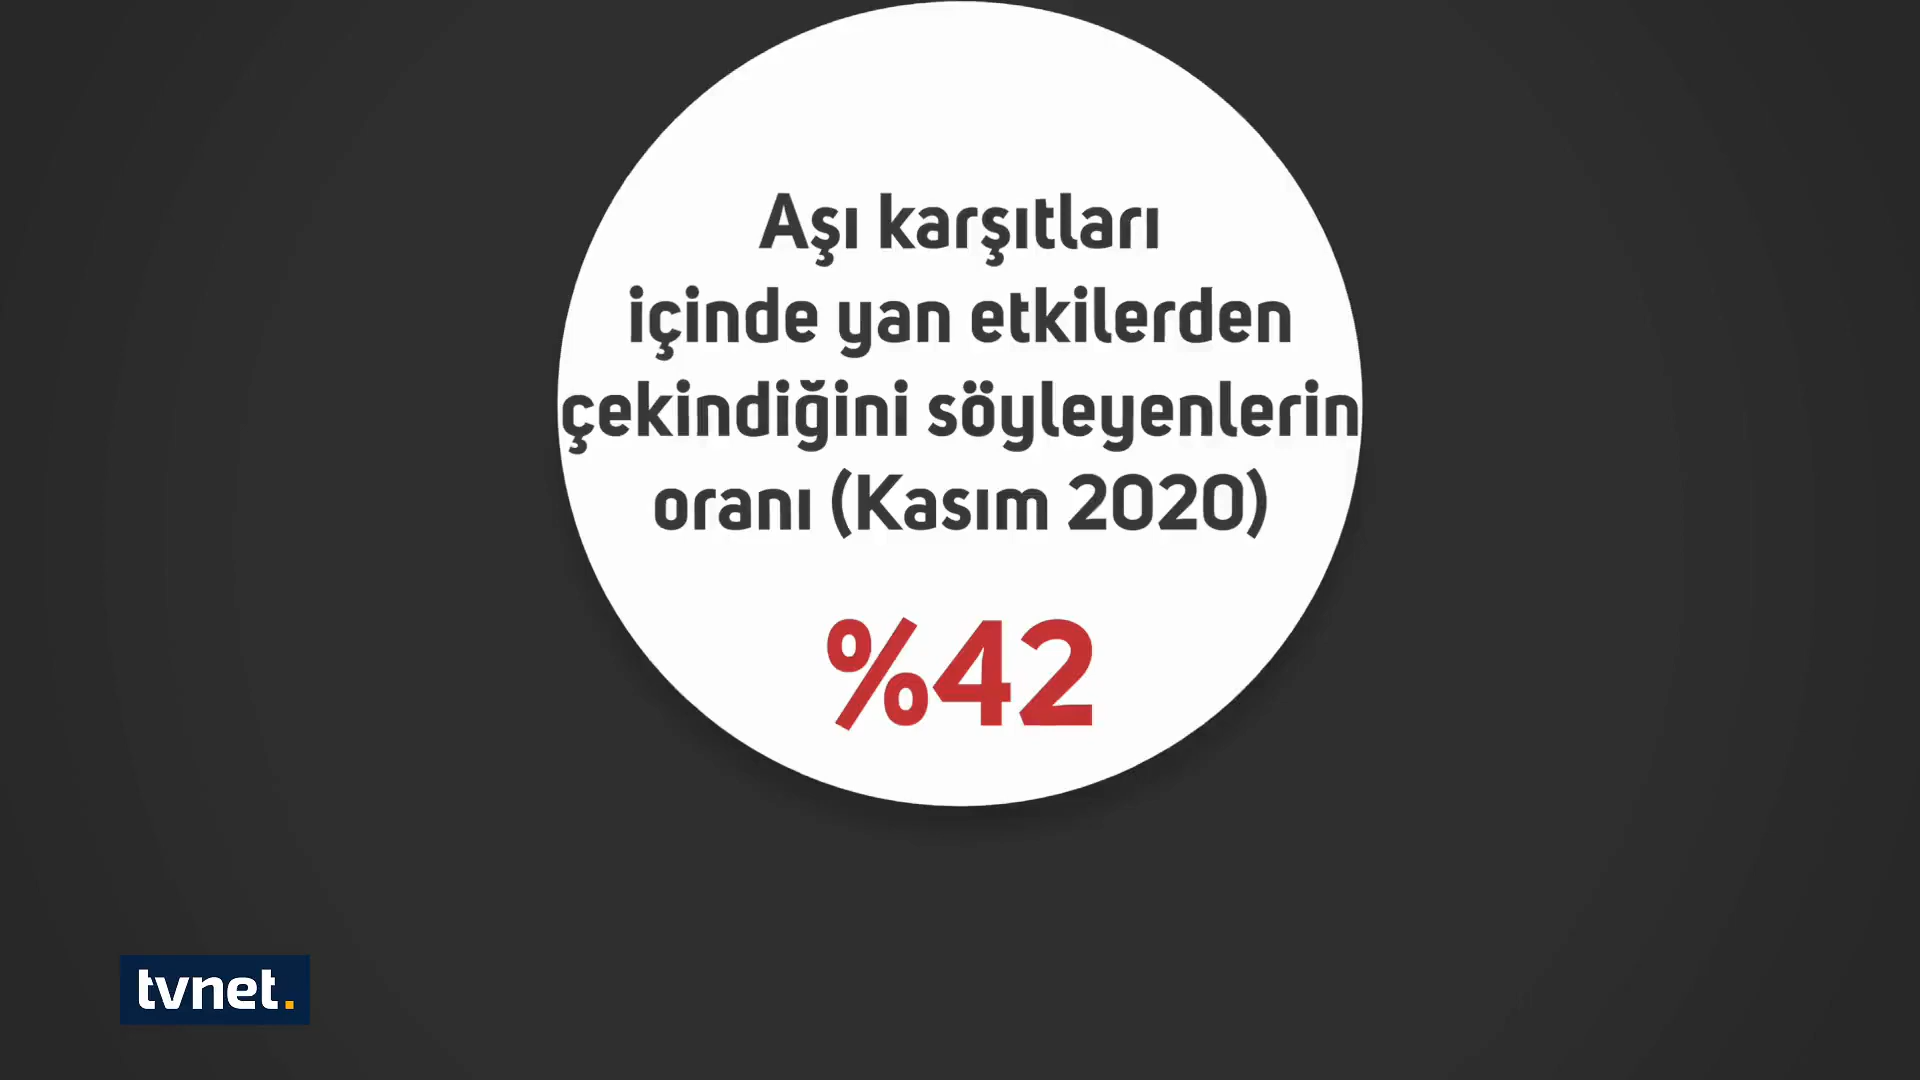 Aşı karşıtları
içinde yan etkilerden
çekindiğini söyleyenlerin
oranı (Kasım 2020)
%42
tvnet.